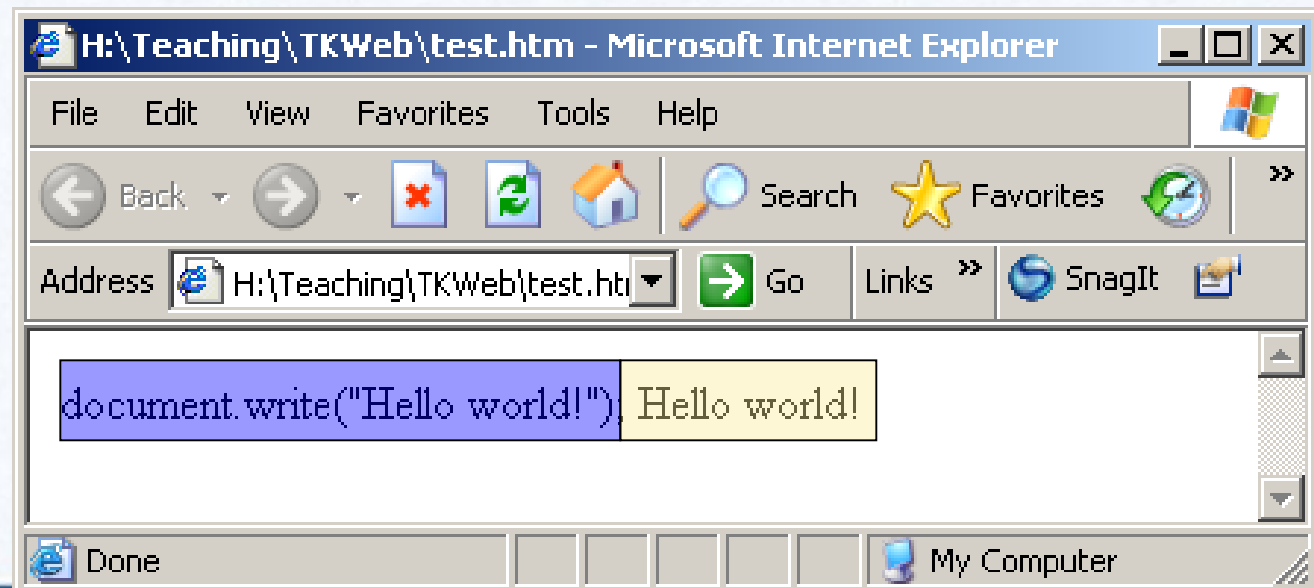 H:\Teaching\TKWeb\test.htm - Microsoft Internet Explorer
File Edit View Favorites Tools Help
Back Search Favorites »
Address H:\Teaching\TKWeb\test.ht Go Links » SnagIt
document.write("Hello world!"); Hello world!
Done My Computer